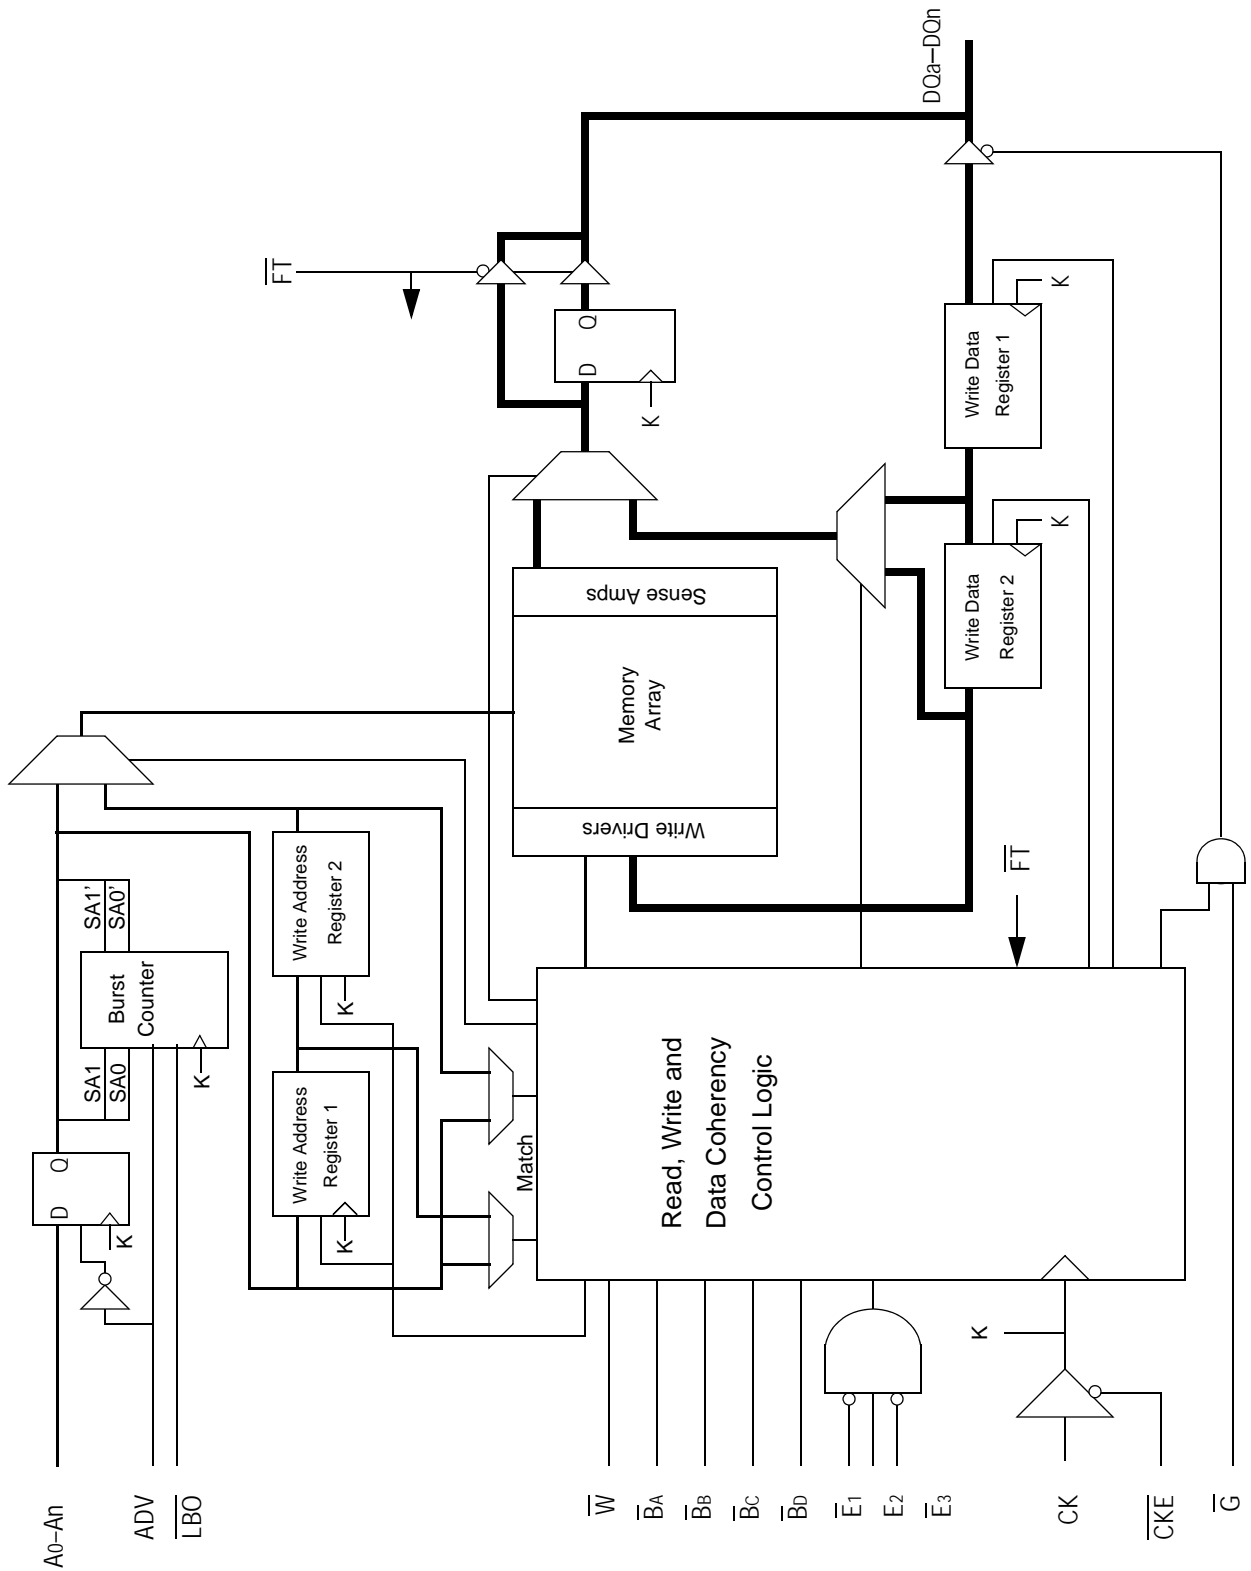 A0–An
ADV
LBO
W
BA
BB
BC
BD
E1
E2
E3
CK
CKE
G
D
Q
K
SA1
SA0
Burst
Counter
SA1'
SA0'
K
Write Address
Register 1
K
Write Address
Register 2
K
Match
Read, Write and
Data Coherency
Control Logic
K
FT
Write Drivers
Memory
Array
Sense Amps
Write Data
Register 2
K
Write Data
Register 1
K
D
Q
K
FT
DQa–DQn